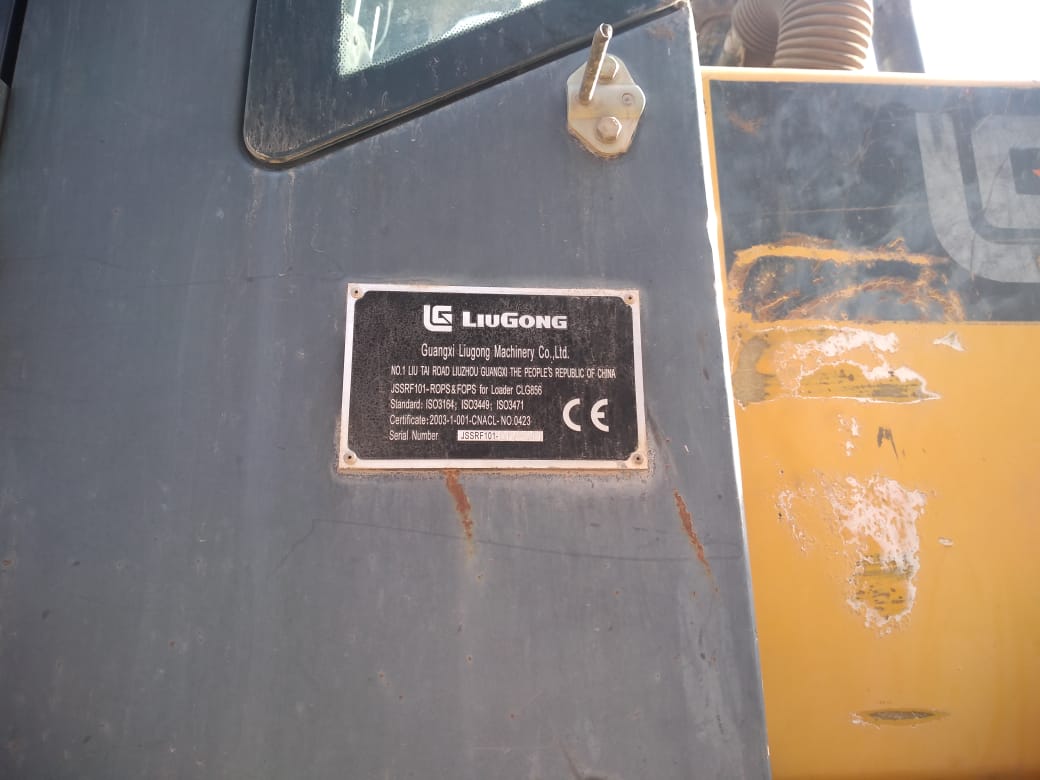 LG LIUGONG
Guangxi Liugong Machinery Co.,Ltd.
NO.1 LIU TAI ROAD LIUZHOU GUANGXI THE PEOPLE'S REPUBLIC OF CHINA
JSSRF101-ROPS&FOPS for Loader CLG856
Standard: ISO3164; ISO3449; ISO3471
Certificate:2003-1-001-CNACL-NO.0423
Serial Number JSSRF101-
CE